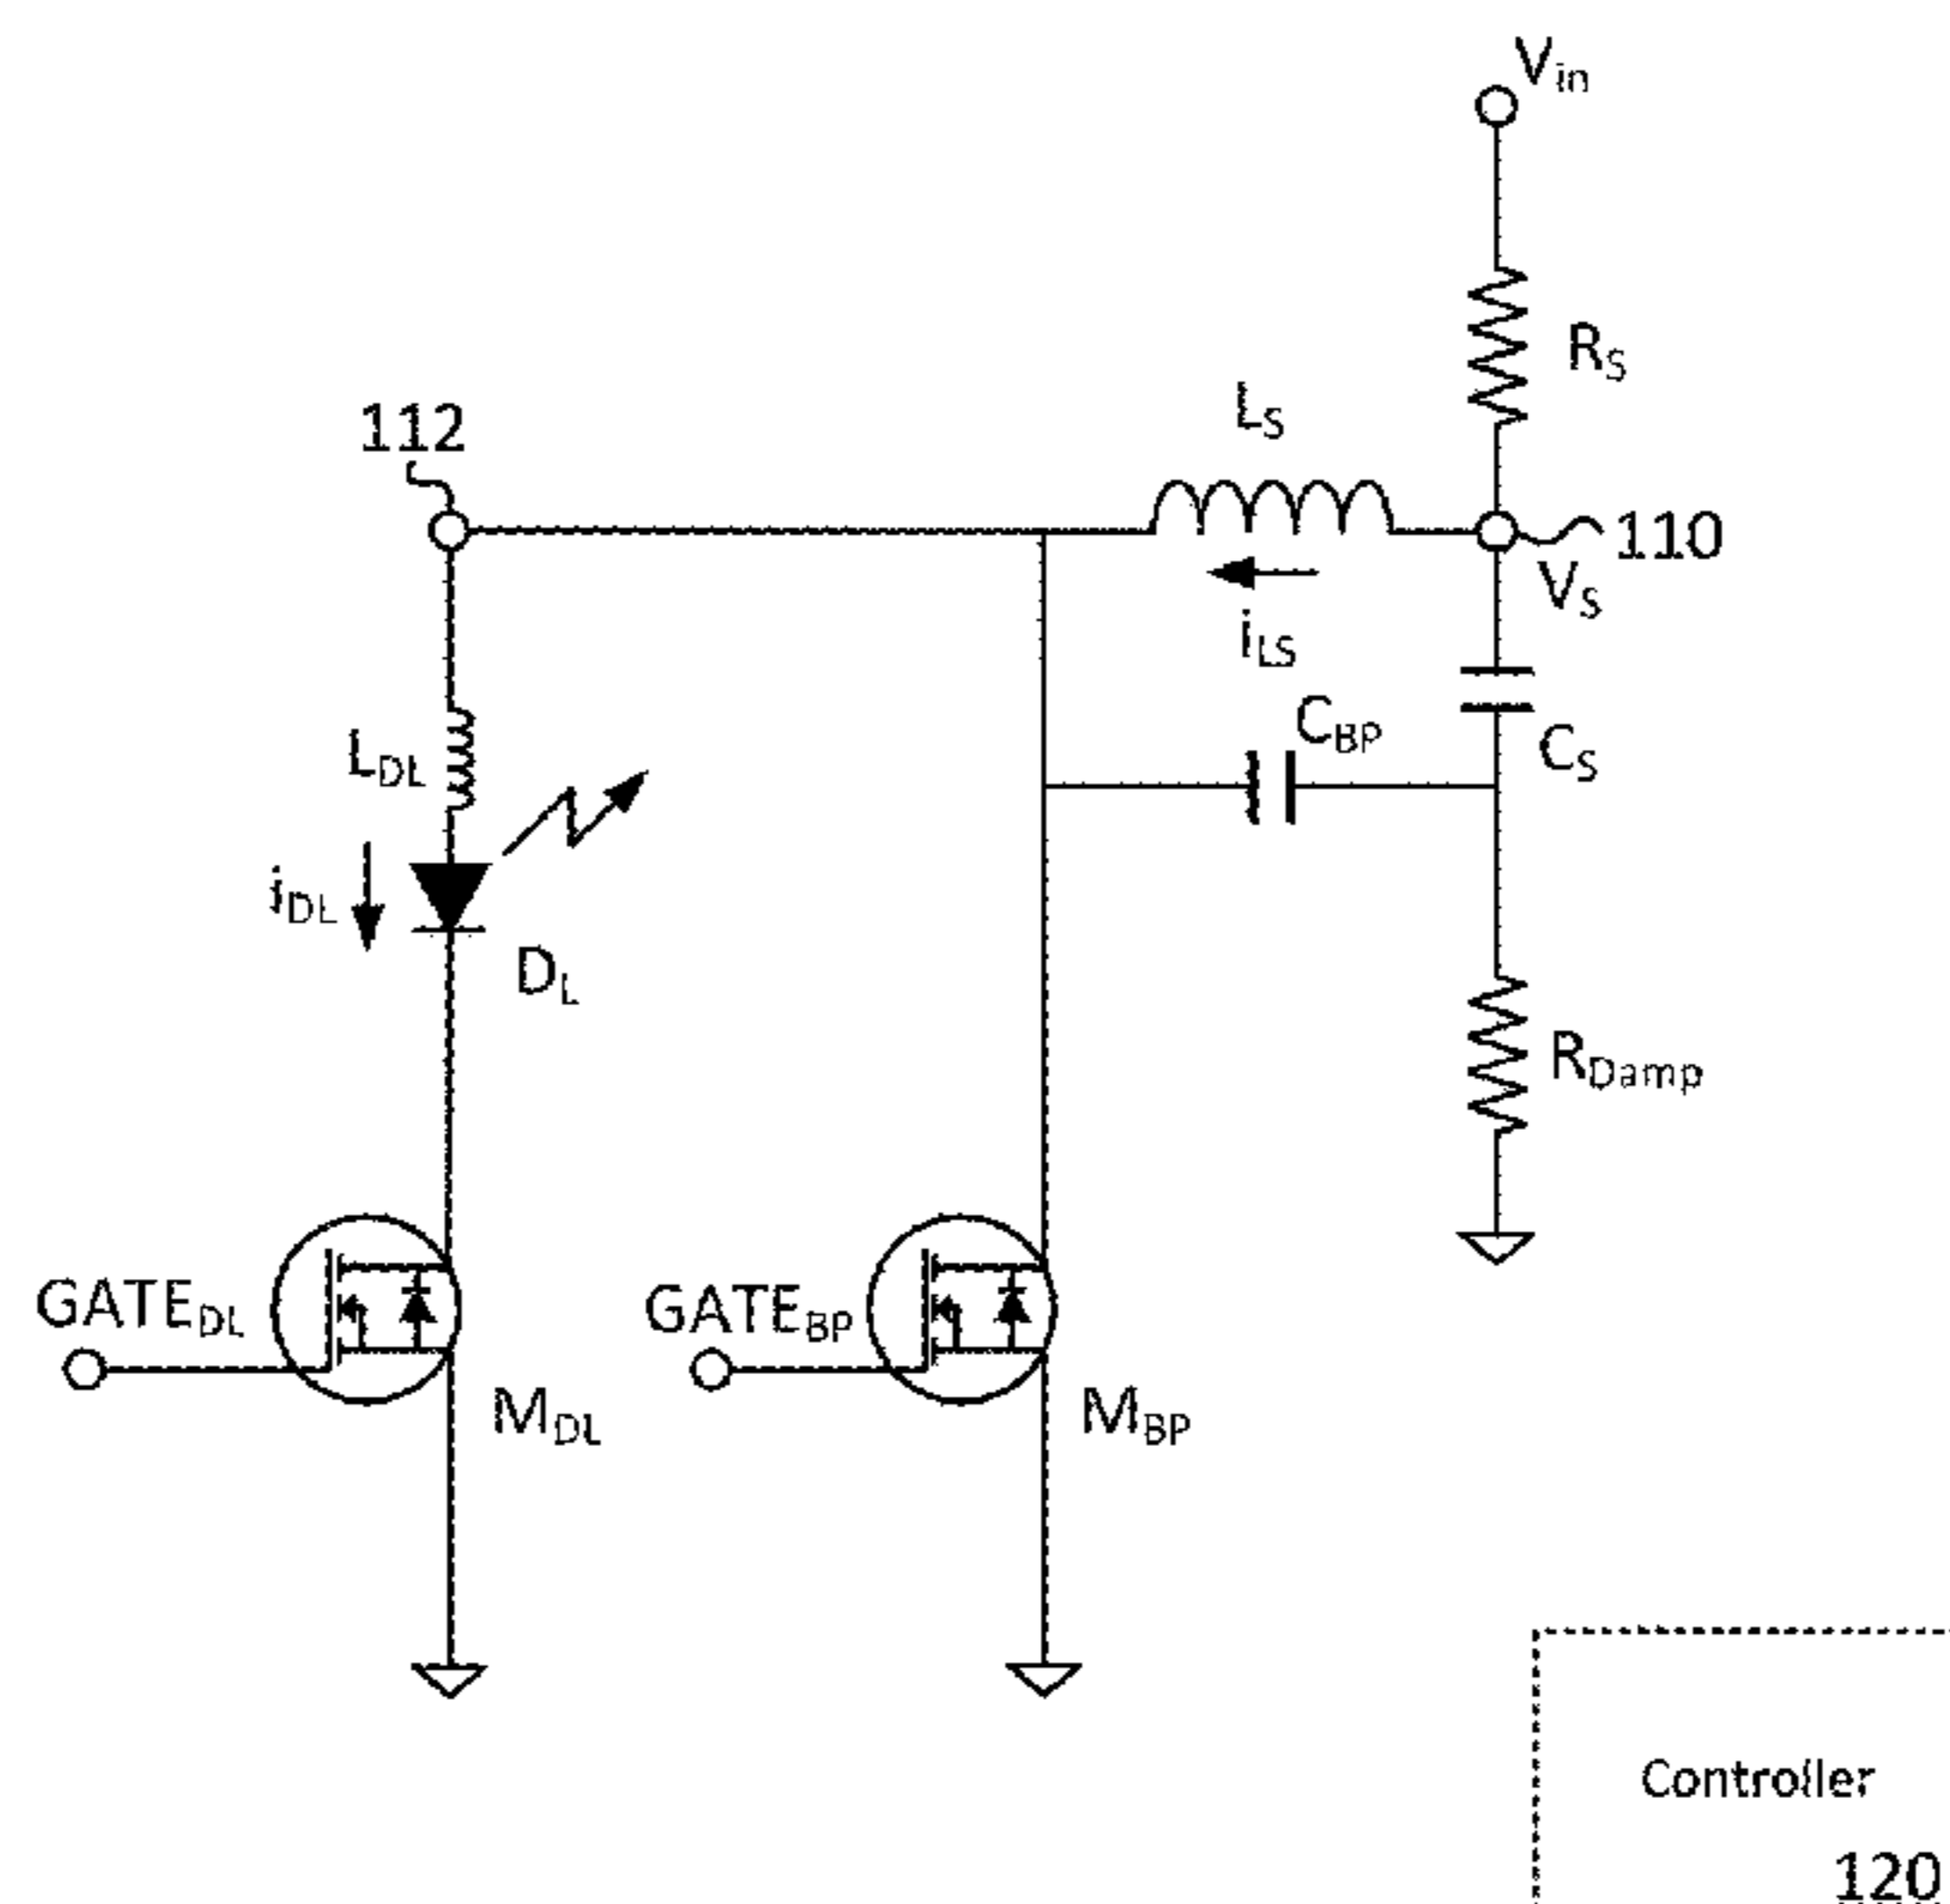 Vin
RS
LS
112
110
VS
iLS
CBP
CS
LDL
iDL
DL
RDamp
GATEDL
GATEBP
MDL
MBP
Controller
120